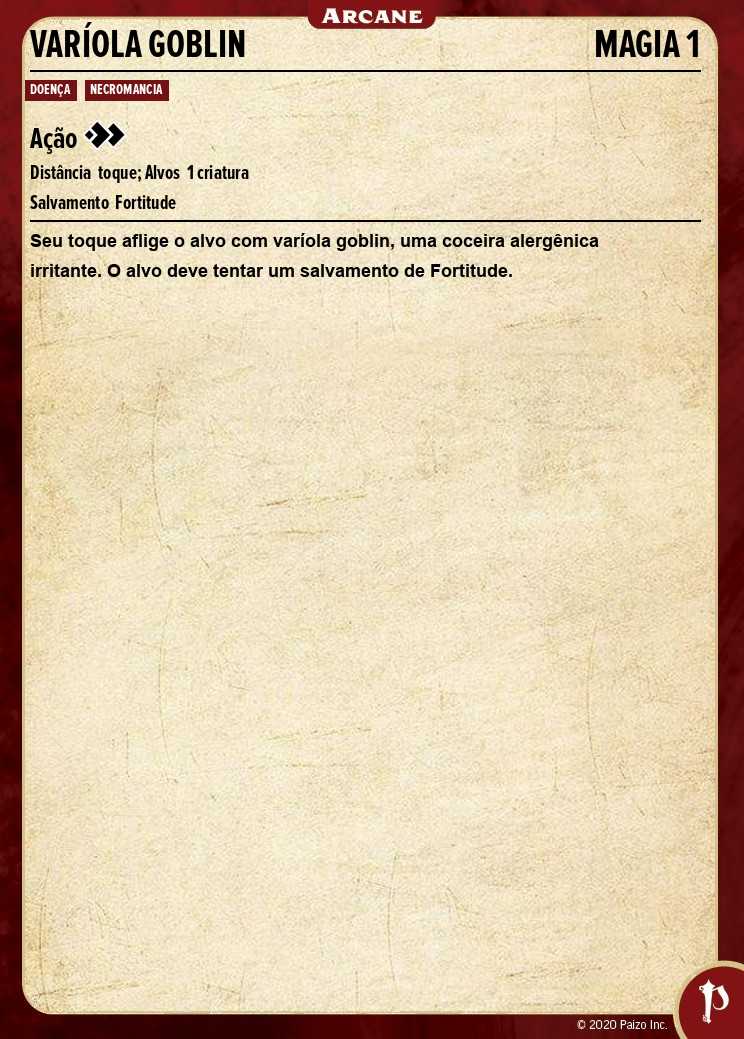 ARCANE
VARÍOLA GOBLIN MAGIA 1
DOENÇA NECROMANCIA
Ação
Distância toque; Alvos 1 criatura
Salvamento Fortitude
Seu toque aflige o alvo com varíola goblin, uma coceira alergênica
irritante. O alvo deve tentar um salvamento de Fortitude.
© 2020 Paizo Inc.